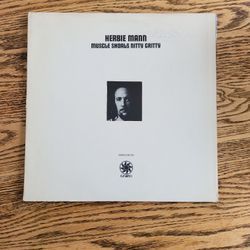 HERBIE MANN
MUSCLE SHOALS NITTY GRITTY